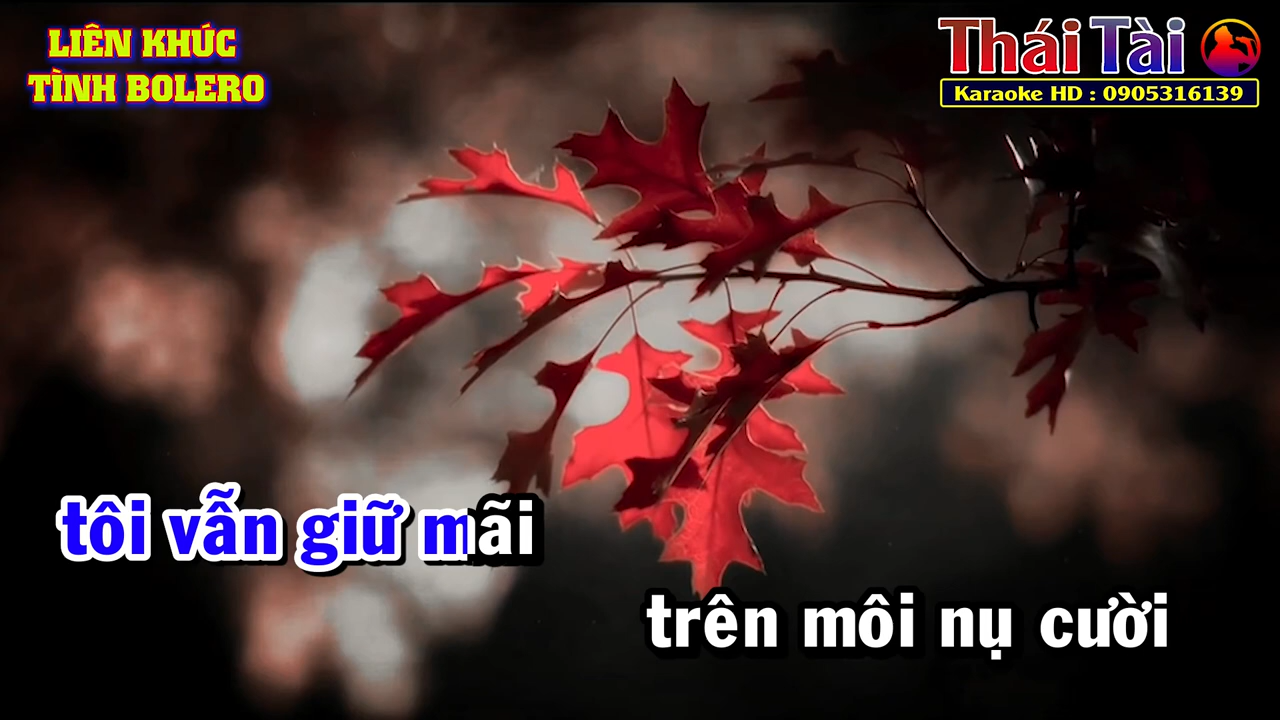 LIÊN KHÚC
TÌNH BOLERO
Thái Tài
Karaoke HD : 0905316139
tôi vẫn giữ mãi
trên môi nụ cười